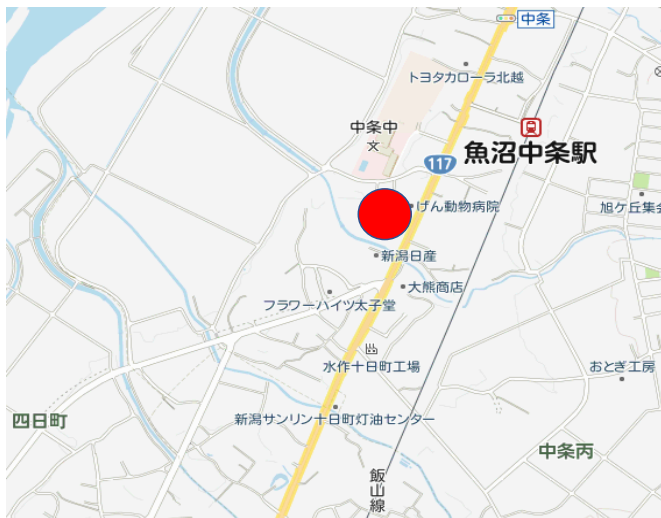 中条
トヨタカローラ北越
中条中
文
117
魚沼中条駅
げん動物病院
旭ケ丘集会
新潟日産
大熊商店
フラワーハイツ太子堂
水作十日町工場
おとぎ工房
新潟サンリン十日町灯油センター
四日町
中条丙
飯山線